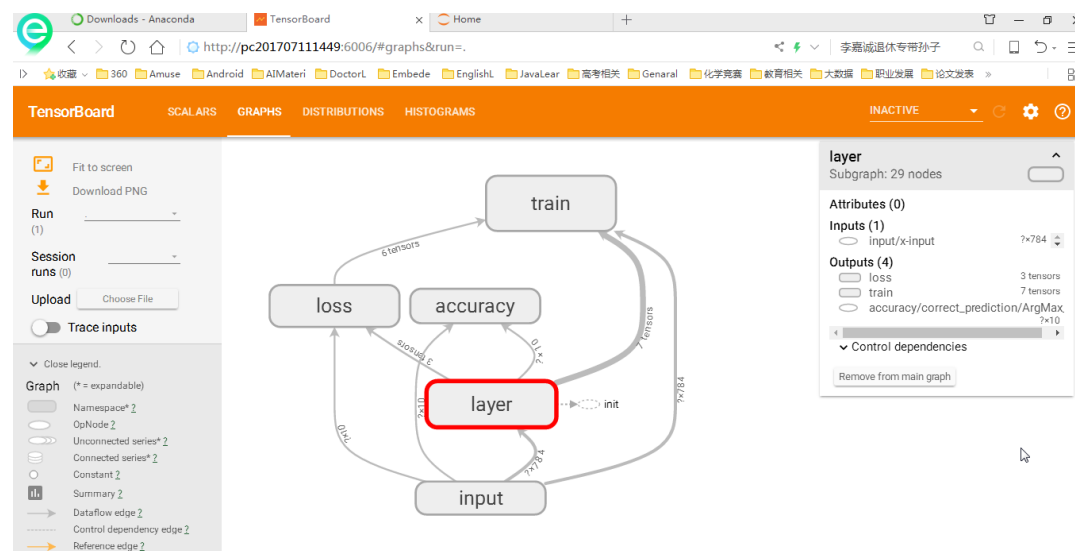 Downloads - Anaconda
TensorBoard
×
Home
http://pc201707111449:6006/#graphs&run=.
李嘉诚退休专带孙子
收藏
360
Amuse
Android
AIMateri
DoctorL
Embede
EnglishL
JavaLear
高考相关
Genaral
化学竞赛
教育相关
大数据
职业发展
论文发表
»
TensorBoard
SCALARS
GRAPHS
DISTRIBUTIONS
HISTOGRAMS
INACTIVE
Fit to screen
Download PNG
Run
(1)
.
Session
runs (0)
Upload
Choose File
Trace inputs
Close legend.
Graph
(* = expandable)
Namespace* ?
OpNode ?
Unconnected series* ?
Connected series* ?
Constant ?
Summary ?
Dataflow edge ?
Control dependency edge ?
Reference edge ?
train
6 tensors
loss
accuracy
7 tensors
3 tensors
?×10
layer
init
?×10
?×784
?×10
?×784
input
layer
Subgraph: 29 nodes
Attributes (0)
Inputs (1)
input/x-input
?×784
Outputs (4)
loss
3 tensors
train
7 tensors
accuracy/correct_prediction/ArgMax
?×10
Control dependencies
Remove from main graph